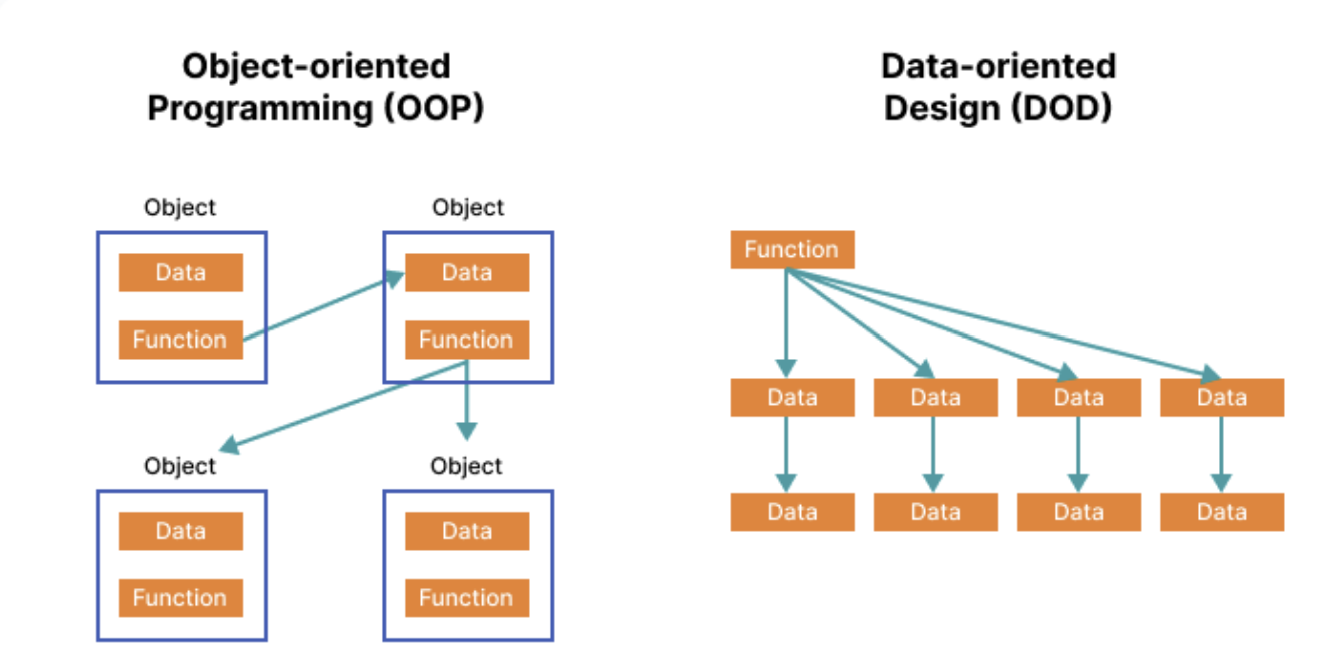 Object-oriented
Programming (OOP)
Object
Object
Data
Data
Function
Function
Object
Object
Data
Data
Function
Function
Data-oriented
Design (DOD)
Function
Data
Data
Data
Data
Data
Data
Data
Data